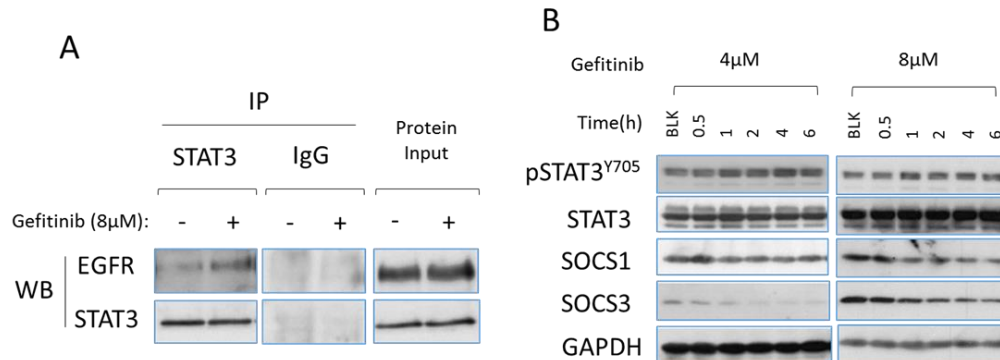 A
IP
STAT3 IgG Protein Input
Gefitinib (8μM): - + - + - +
WB
EGFR
STAT3
B
Gefitinib 4μM 8μM
Time(h) BLK 0.5 1 2 4 6 BLK 0.5 1 2 4 6
pSTAT3Y705
STAT3
SOCS1
SOCS3
GAPDH